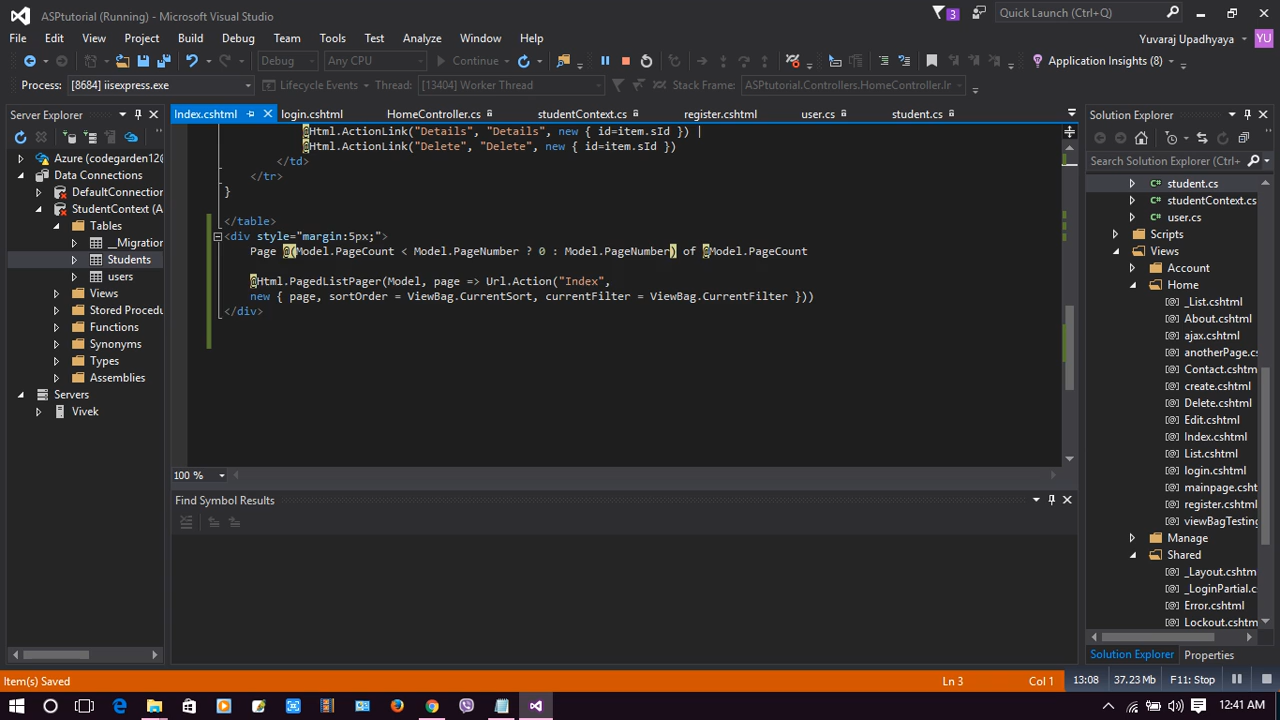 ASPtutorial (Running) - Microsoft Visual Studio
3
Quick Launch (Ctrl+Q)
File Edit View Project Build Debug Team Tools Test Analyze Window Help
Yuvaraj Upadhyaya
YU
Debug Any CPU Continue Application Insights (8)
Process: [8684] iisexpress.exe Lifecycle Events Thread: [13404] Worker Thread Stack Frame: ASPtutorial.Controllers.HomeController.In
Server Explorer
Azure (codegarden12@
Data Connections
DefaultConnection
StudentContext (A
Tables
__Migration
Students
users
Views
Stored Procedu
Functions
Synonyms
Types
Assemblies
Servers
Vivek
Index.cshtml login.cshtml HomeController.cs studentContext.cs register.cshtml user.cs student.cs
@Html.ActionLink("Details", "Details", new { id=item.sId }) |
@Html.ActionLink("Delete", "Delete", new { id=item.sId })
</td>
</tr>
}
</table>
<div style="margin:5px;">
Page @(Model.PageCount < Model.PageNumber ? 0 : Model.PageNumber) of @Model.PageCount
@Html.PagedListPager(Model, page => Url.Action("Index",
new { page, sortOrder = ViewBag.CurrentSort, currentFilter = ViewBag.CurrentFilter }))
</div>
100 %
Find Symbol Results
Solution Explorer
Search Solution Explorer (Ctrl+
student.cs
studentContext.cs
user.cs
Scripts
Views
Account
Home
_List.cshtml
About.cshtml
ajax.cshtml
anotherPage.cs
Contact.cshtml
create.cshtml
Delete.cshtml
Edit.cshtml
Index.cshtml
List.cshtml
login.cshtml
mainpage.cshtml
register.cshtml
viewBagTesting
Manage
Shared
_Layout.cshtm
_LoginPartial.cs
Error.cshtml
Lockout.cshtml
Solution Explorer Properties
Item(s) Saved Ln 3 Col 1 13:08 37.23 Mb F11: Stop
12:41 AM